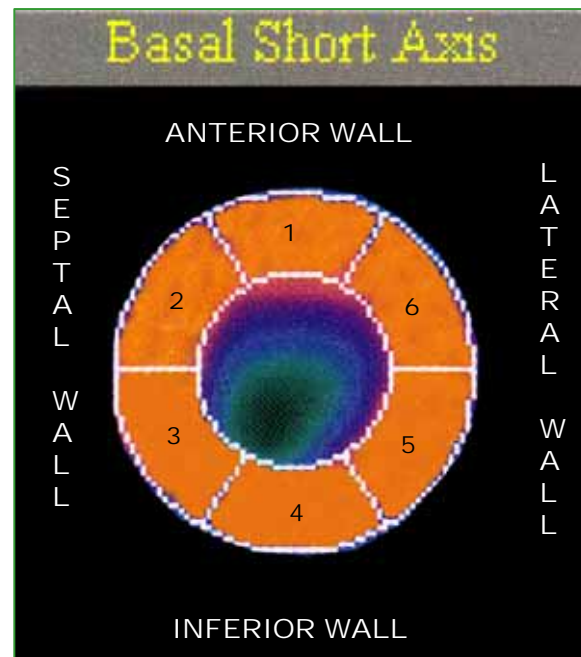 Basal Short Axis
ANTERIOR WALL
SEPTAL WALL
LATERAL WALL
1
2
6
3
5
4
INFERIOR WALL